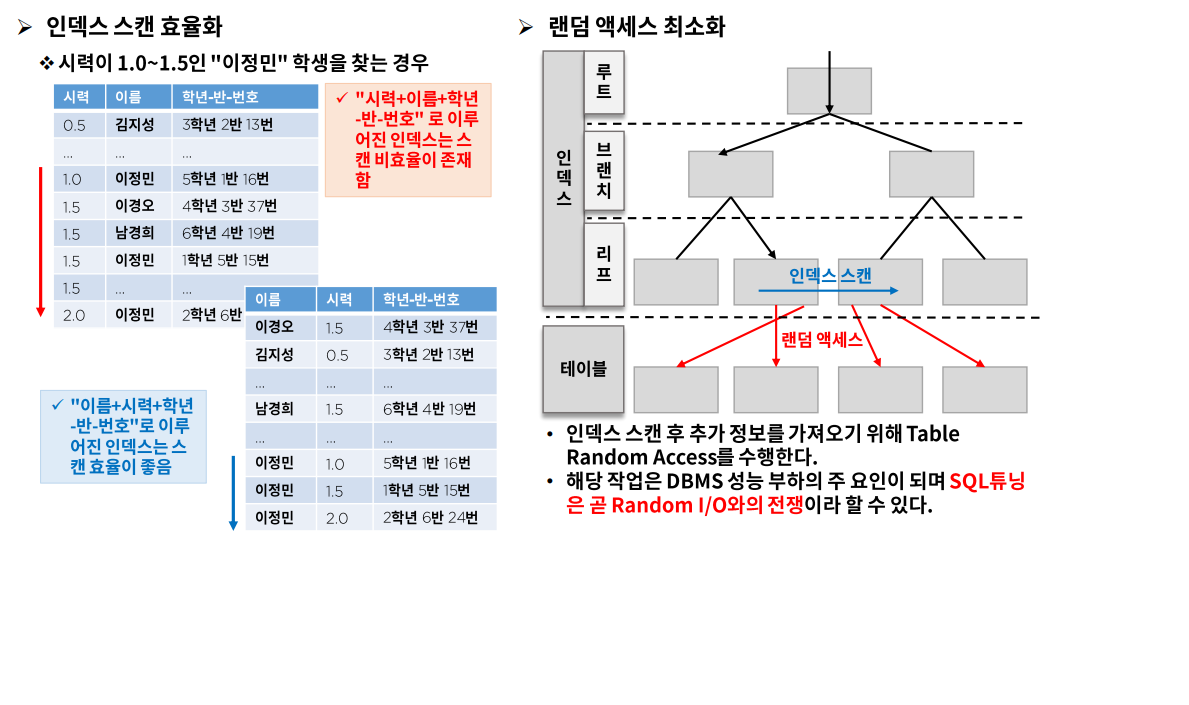 ➢ 인덱스 스캔 효율화
❖ 시력이 1.0~1.5인 "이정민" 학생을 찾는 경우
시력 이름 학년-반-번호
0.5 김지성 3학년 2반 13번
... ... ...
1.0 이정민 5학년 1반 16번
1.5 이경오 4학년 3반 37번
1.5 남경희 6학년 4반 19번
1.5 이정민 1학년 5반 15번
1.5 ... ...
2.0 이정민 2학년 6반
✓ "시력+이름+학년
-반-번호" 로 이루
어진 인덱스는 스
캔 비효율이 존재
함
이름 시력 학년-반-번호
이경오 1.5 4학년 3반 37번
김지성 0.5 3학년 2반 13번
... ... ...
남경희 1.5 6학년 4반 19번
... ... ...
이정민 1.0 5학년 1반 16번
이정민 1.5 1학년 5반 15번
이정민 2.0 2학년 6반 24번
✓ "이름+시력+학년
-반-번호"로 이루
어진 인덱스는 스
캔 효율이 좋음
➢ 랜덤 액세스 최소화
인덱스
루트
브랜치
리프
인덱스 스캔
랜덤 액세스
테이블
• 인덱스 스캔 후 추가 정보를 가져오기 위해 Table
Random Access를 수행한다.
• 해당 작업은 DBMS 성능 부하의 주 요인이 되며 SQL튜닝
은 곧 Random I/O와의 전쟁이라 할 수 있다.